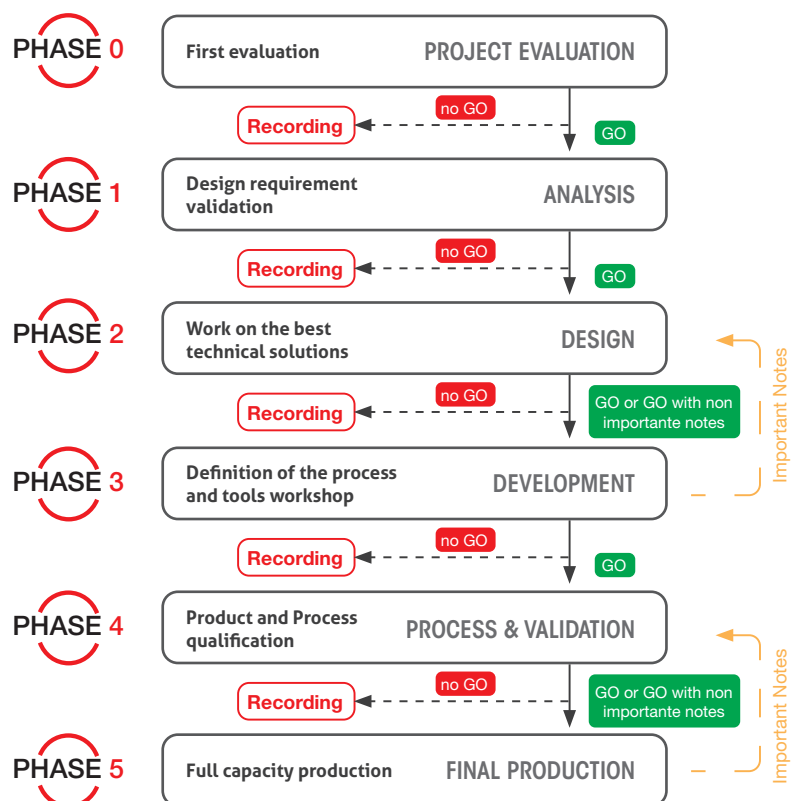 PHASE 0
First evaluation
PROJECT EVALUATION
no GO
Recording
GO
PHASE 1
Design requirement
validation
ANALYSIS
no GO
Recording
GO
PHASE 2
Work on the best
technical solutions
DESIGN
no GO
Recording
GO or GO with non
importante notes
Important Notes
PHASE 3
Definition of the process
and tools workshop
DEVELOPMENT
no GO
Recording
GO
PHASE 4
Product and Process
qualification
PROCESS & VALIDATION
no GO
Recording
GO or GO with non
importante notes
Important Notes
PHASE 5
Full capacity production
FINAL PRODUCTION